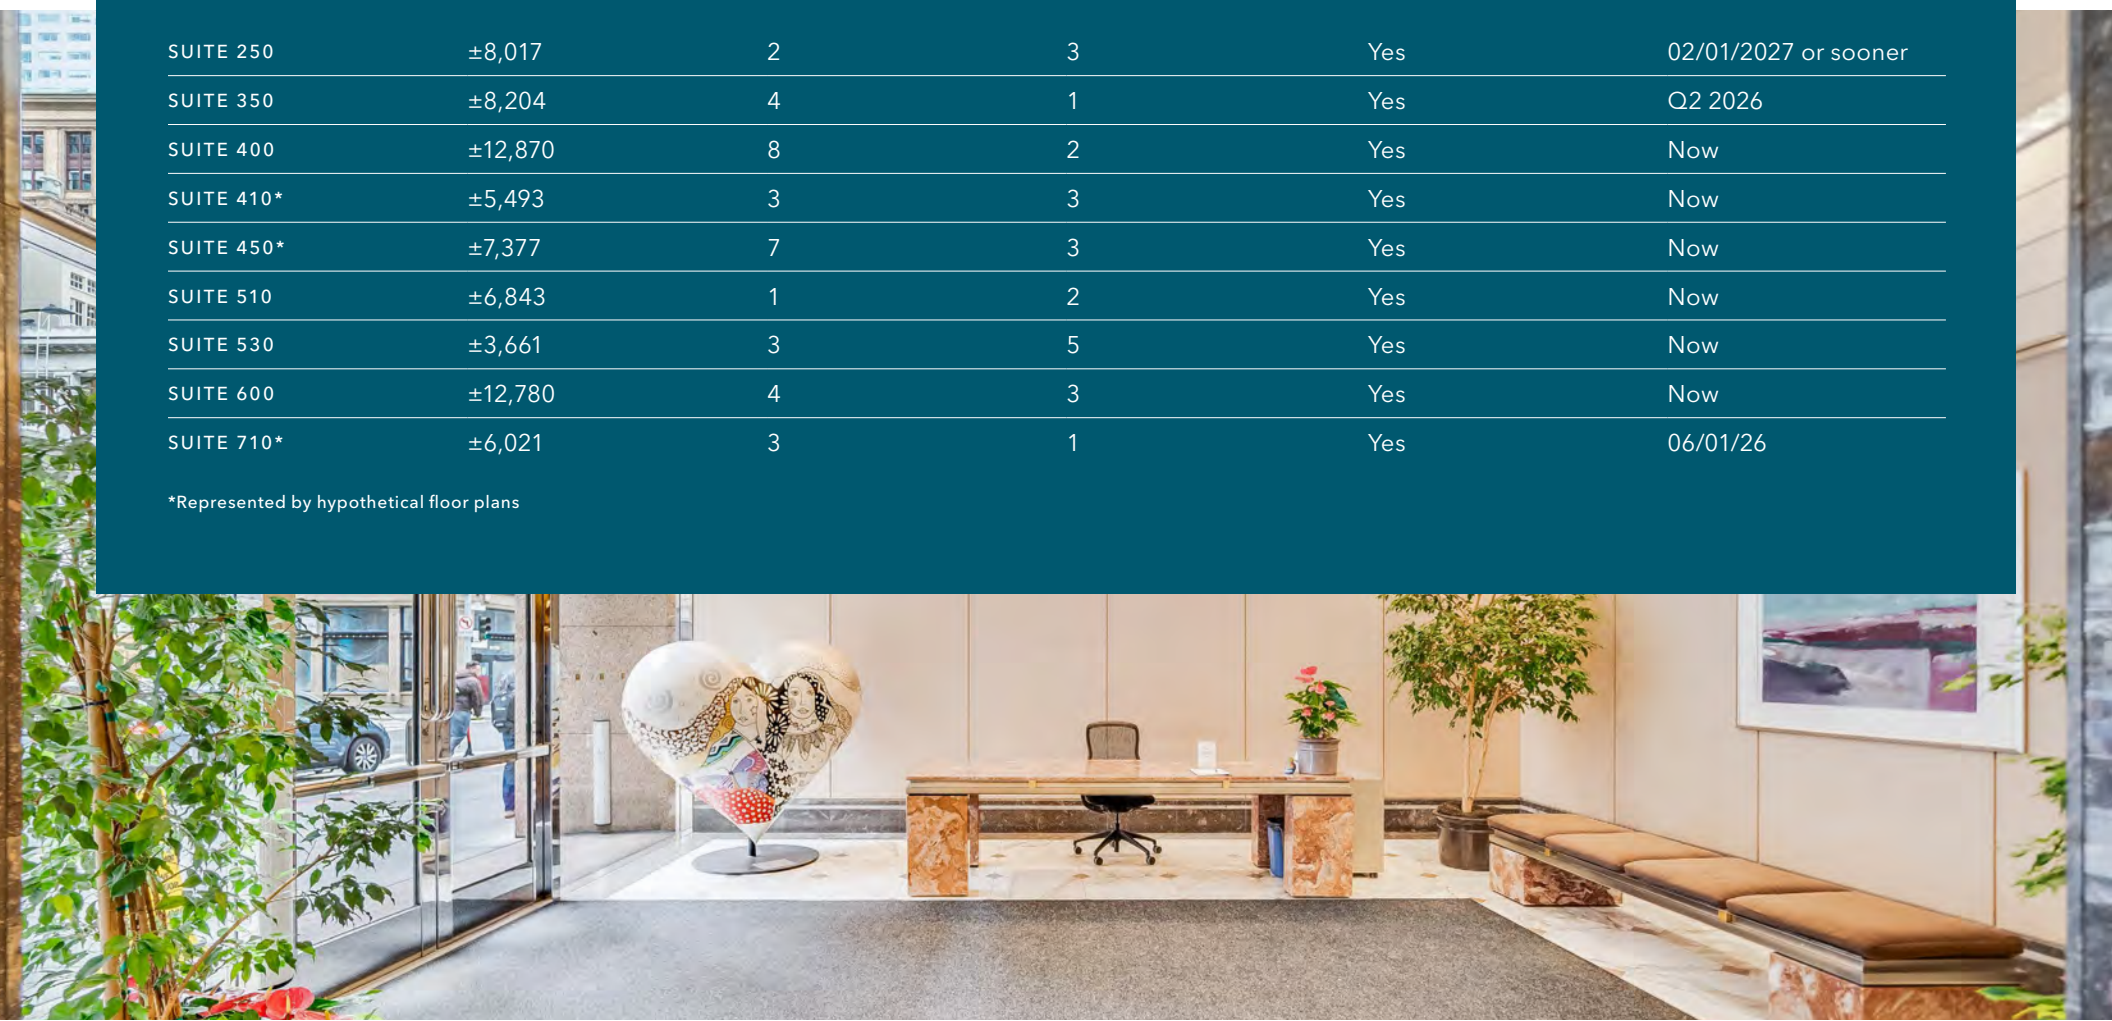 SUITE 250 ±8,017 2 3 Yes 02/01/2027 or sooner
SUITE 350 ±8,204 4 1 Yes Q2 2026
SUITE 400 ±12,870 8 2 Yes Now
SUITE 410* ±5,493 3 3 Yes Now
SUITE 450* ±7,377 7 3 Yes Now
SUITE 510 ±6,843 1 2 Yes Now
SUITE 530 ±3,661 3 5 Yes Now
SUITE 600 ±12,780 4 3 Yes Now
SUITE 710* ±6,021 3 1 Yes 06/01/26
*Represented by hypothetical floor plans